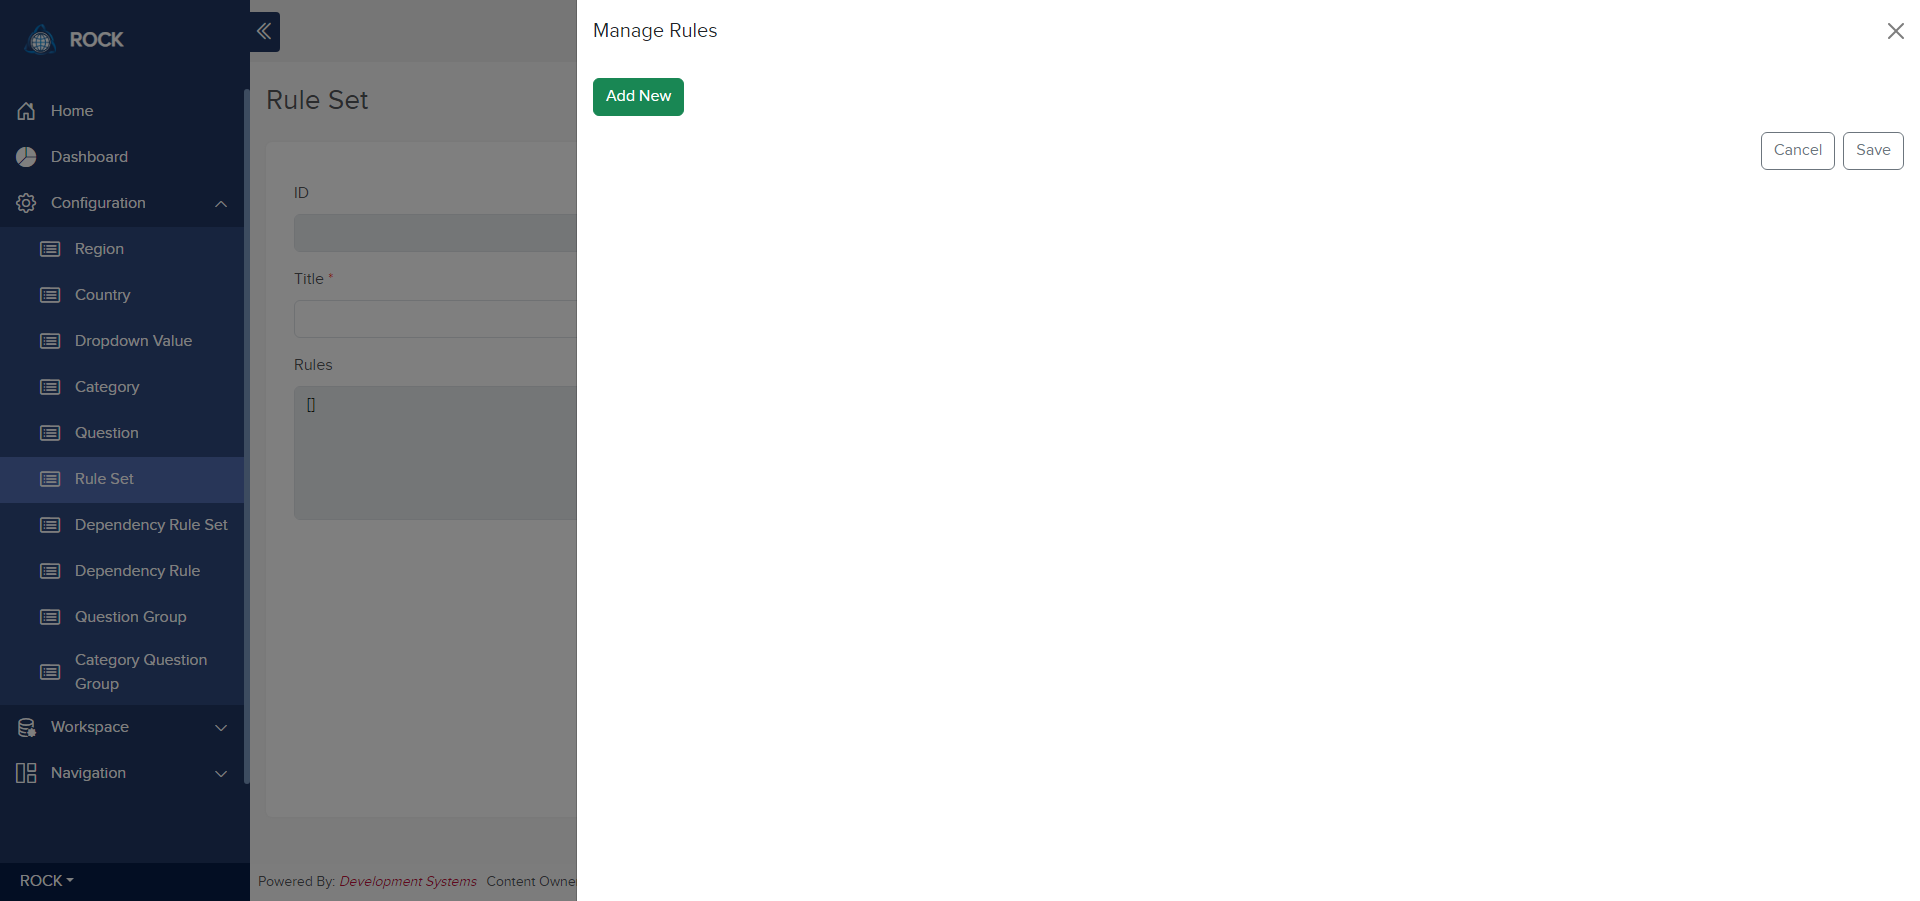 ROCK
Home
Dashboard
Configuration
Region
Country
Dropdown Value
Category
Question
Rule Set
Dependency Rule Set
Dependency Rule
Question Group
Category Question
Group
Workspace
Navigation
ROCK
Rule Set
ID
Title *
Rules
[]
Powered By: Development Systems Content Owne
Manage Rules
Add New
Cancel Save